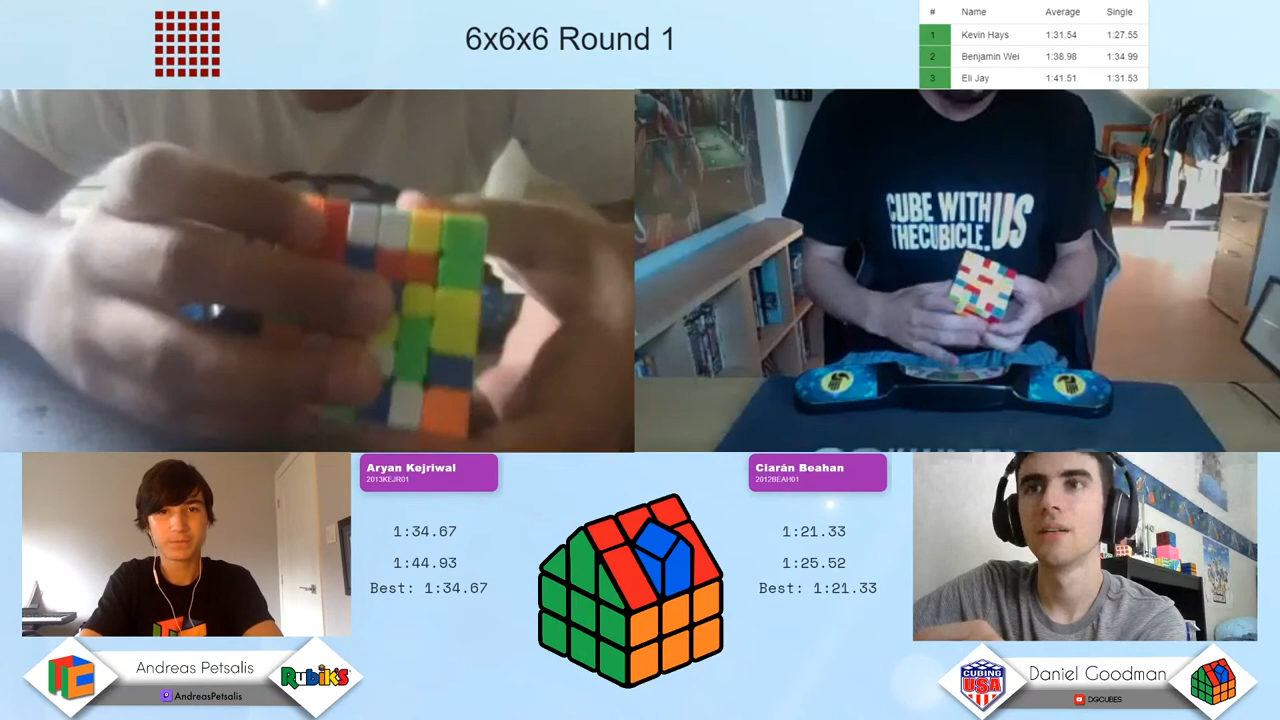 6x6x6 Round 1
# Name Average Single
1 Kevin Hays 1:31.54 1:27.55
2 Benjamin Wei 1:38.98 1:34.99
3 Eli Jay 1:41.51 1:31.53
CUBE WITH US
THECUBICLE.
Aryan Kejriwal
2013KEJR01
1:34.67
1:44.93
Best: 1:34.67
Ciarán Beahan
2012BEAH01
1:21.33
1:25.52
Best: 1:21.33
Andreas Petsalis
AndreasPetsalis
RUBIK'S
Daniel Goodman
DGCUBES
CUBING
USA